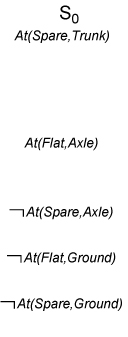 S₀
At(Spare,Trunk)
At(Flat,Axle)
¬At(Spare,Axle)
¬At(Flat,Ground)
¬At(Spare,Ground)